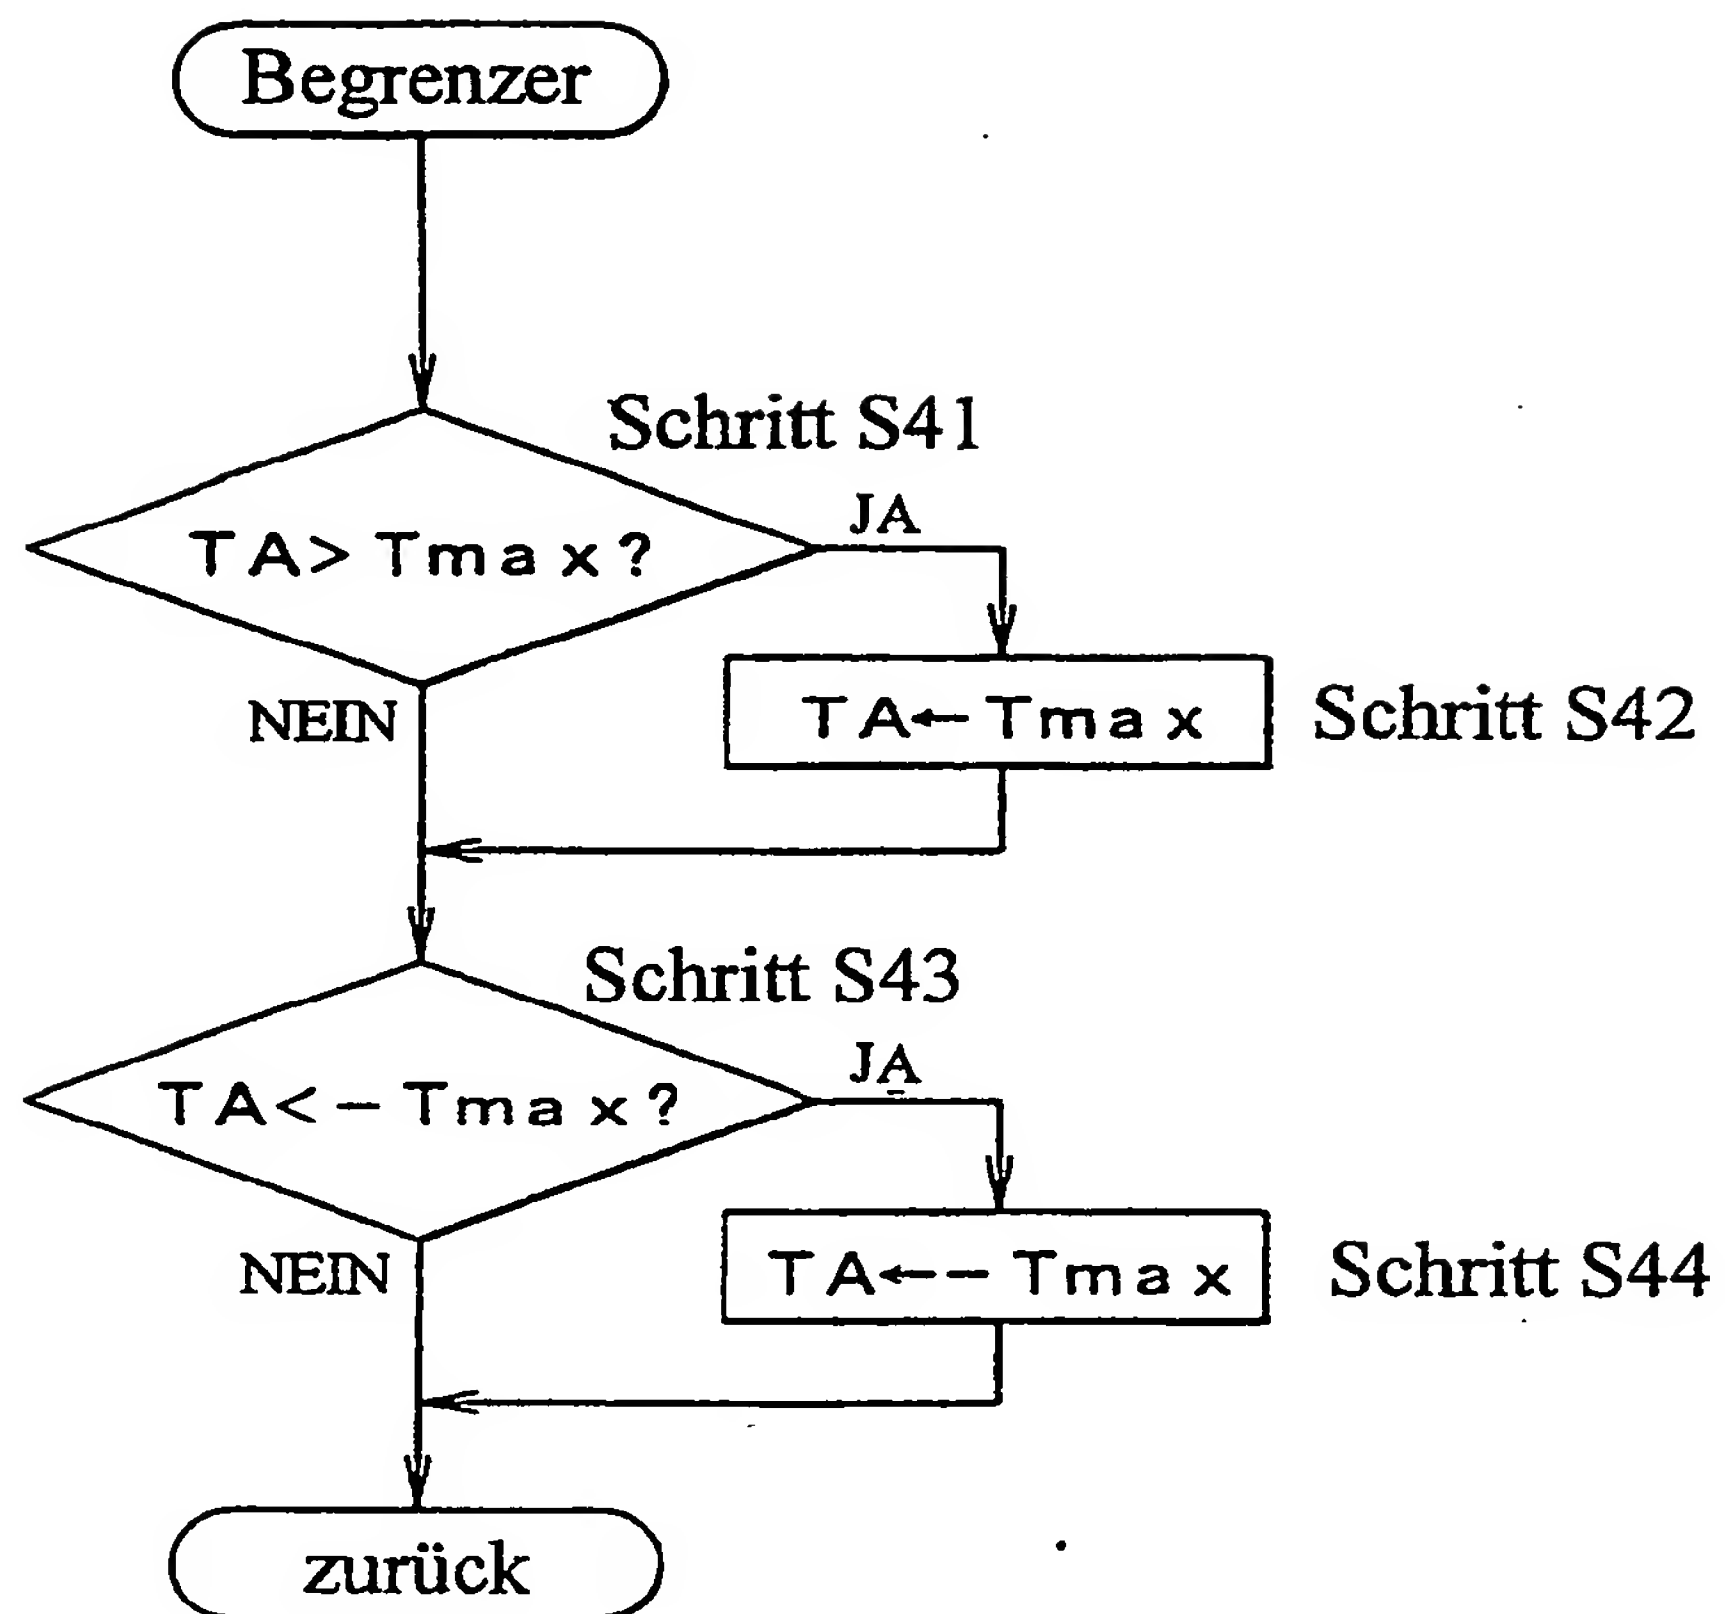 Begrenzer
Schritt S41
TA>Tmax?
JA
TA←Tmax
Schritt S42
NEIN
Schritt S43
TA<-Tmax?
JA
TA←-Tmax
Schritt S44
NEIN
zurück